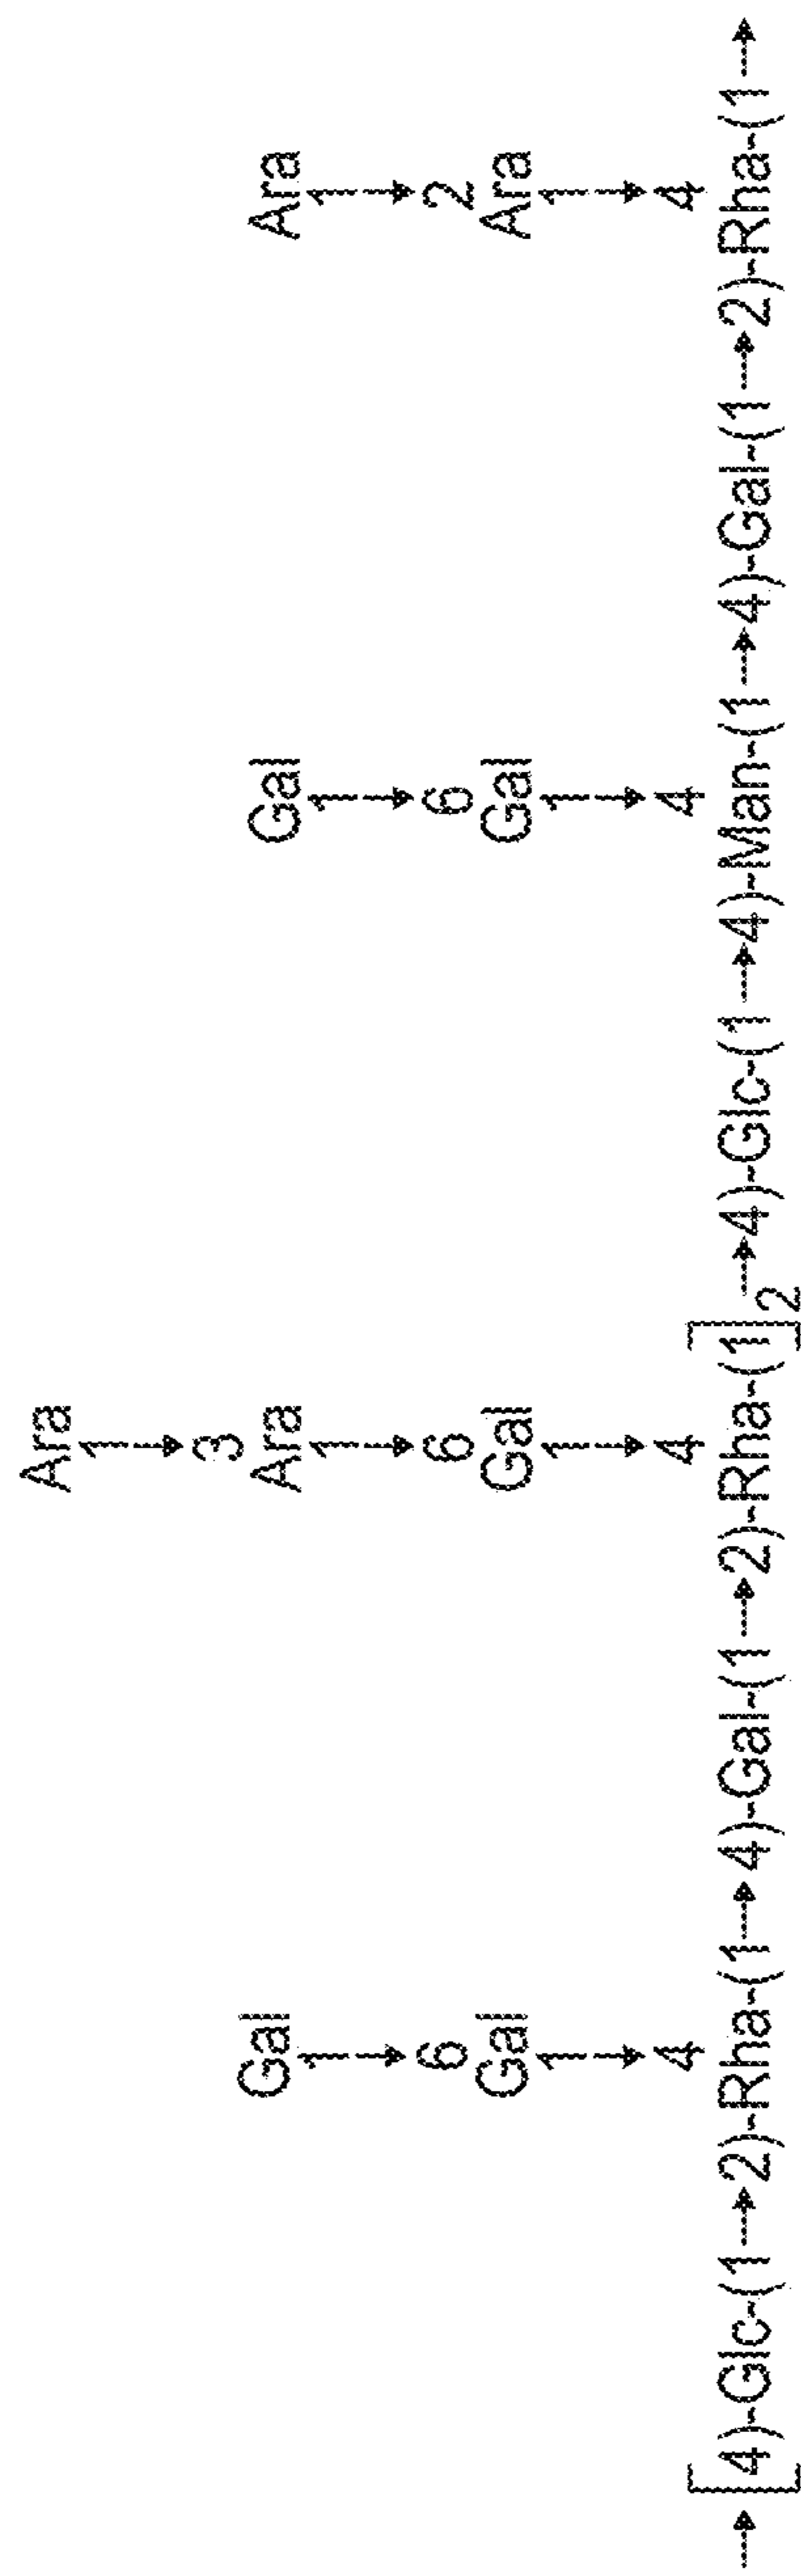 Ara
1
↓
3
Gal Ara Gal Ara
1 1 1 1
↓ ↓ ↓ ↓
6 6 6 2
Gal Gal Gal Ara
1 1 1 1
↓ ↓ ↓ ↓
4 4 4 4
→[4)-Glc-(1→2)-Rha-(1→4)-Gal-(1→2)-Rha-(1]2→4)-Glc-(1→4)-Man-(1→4)-Gal-(1→2)-Rha-(1→